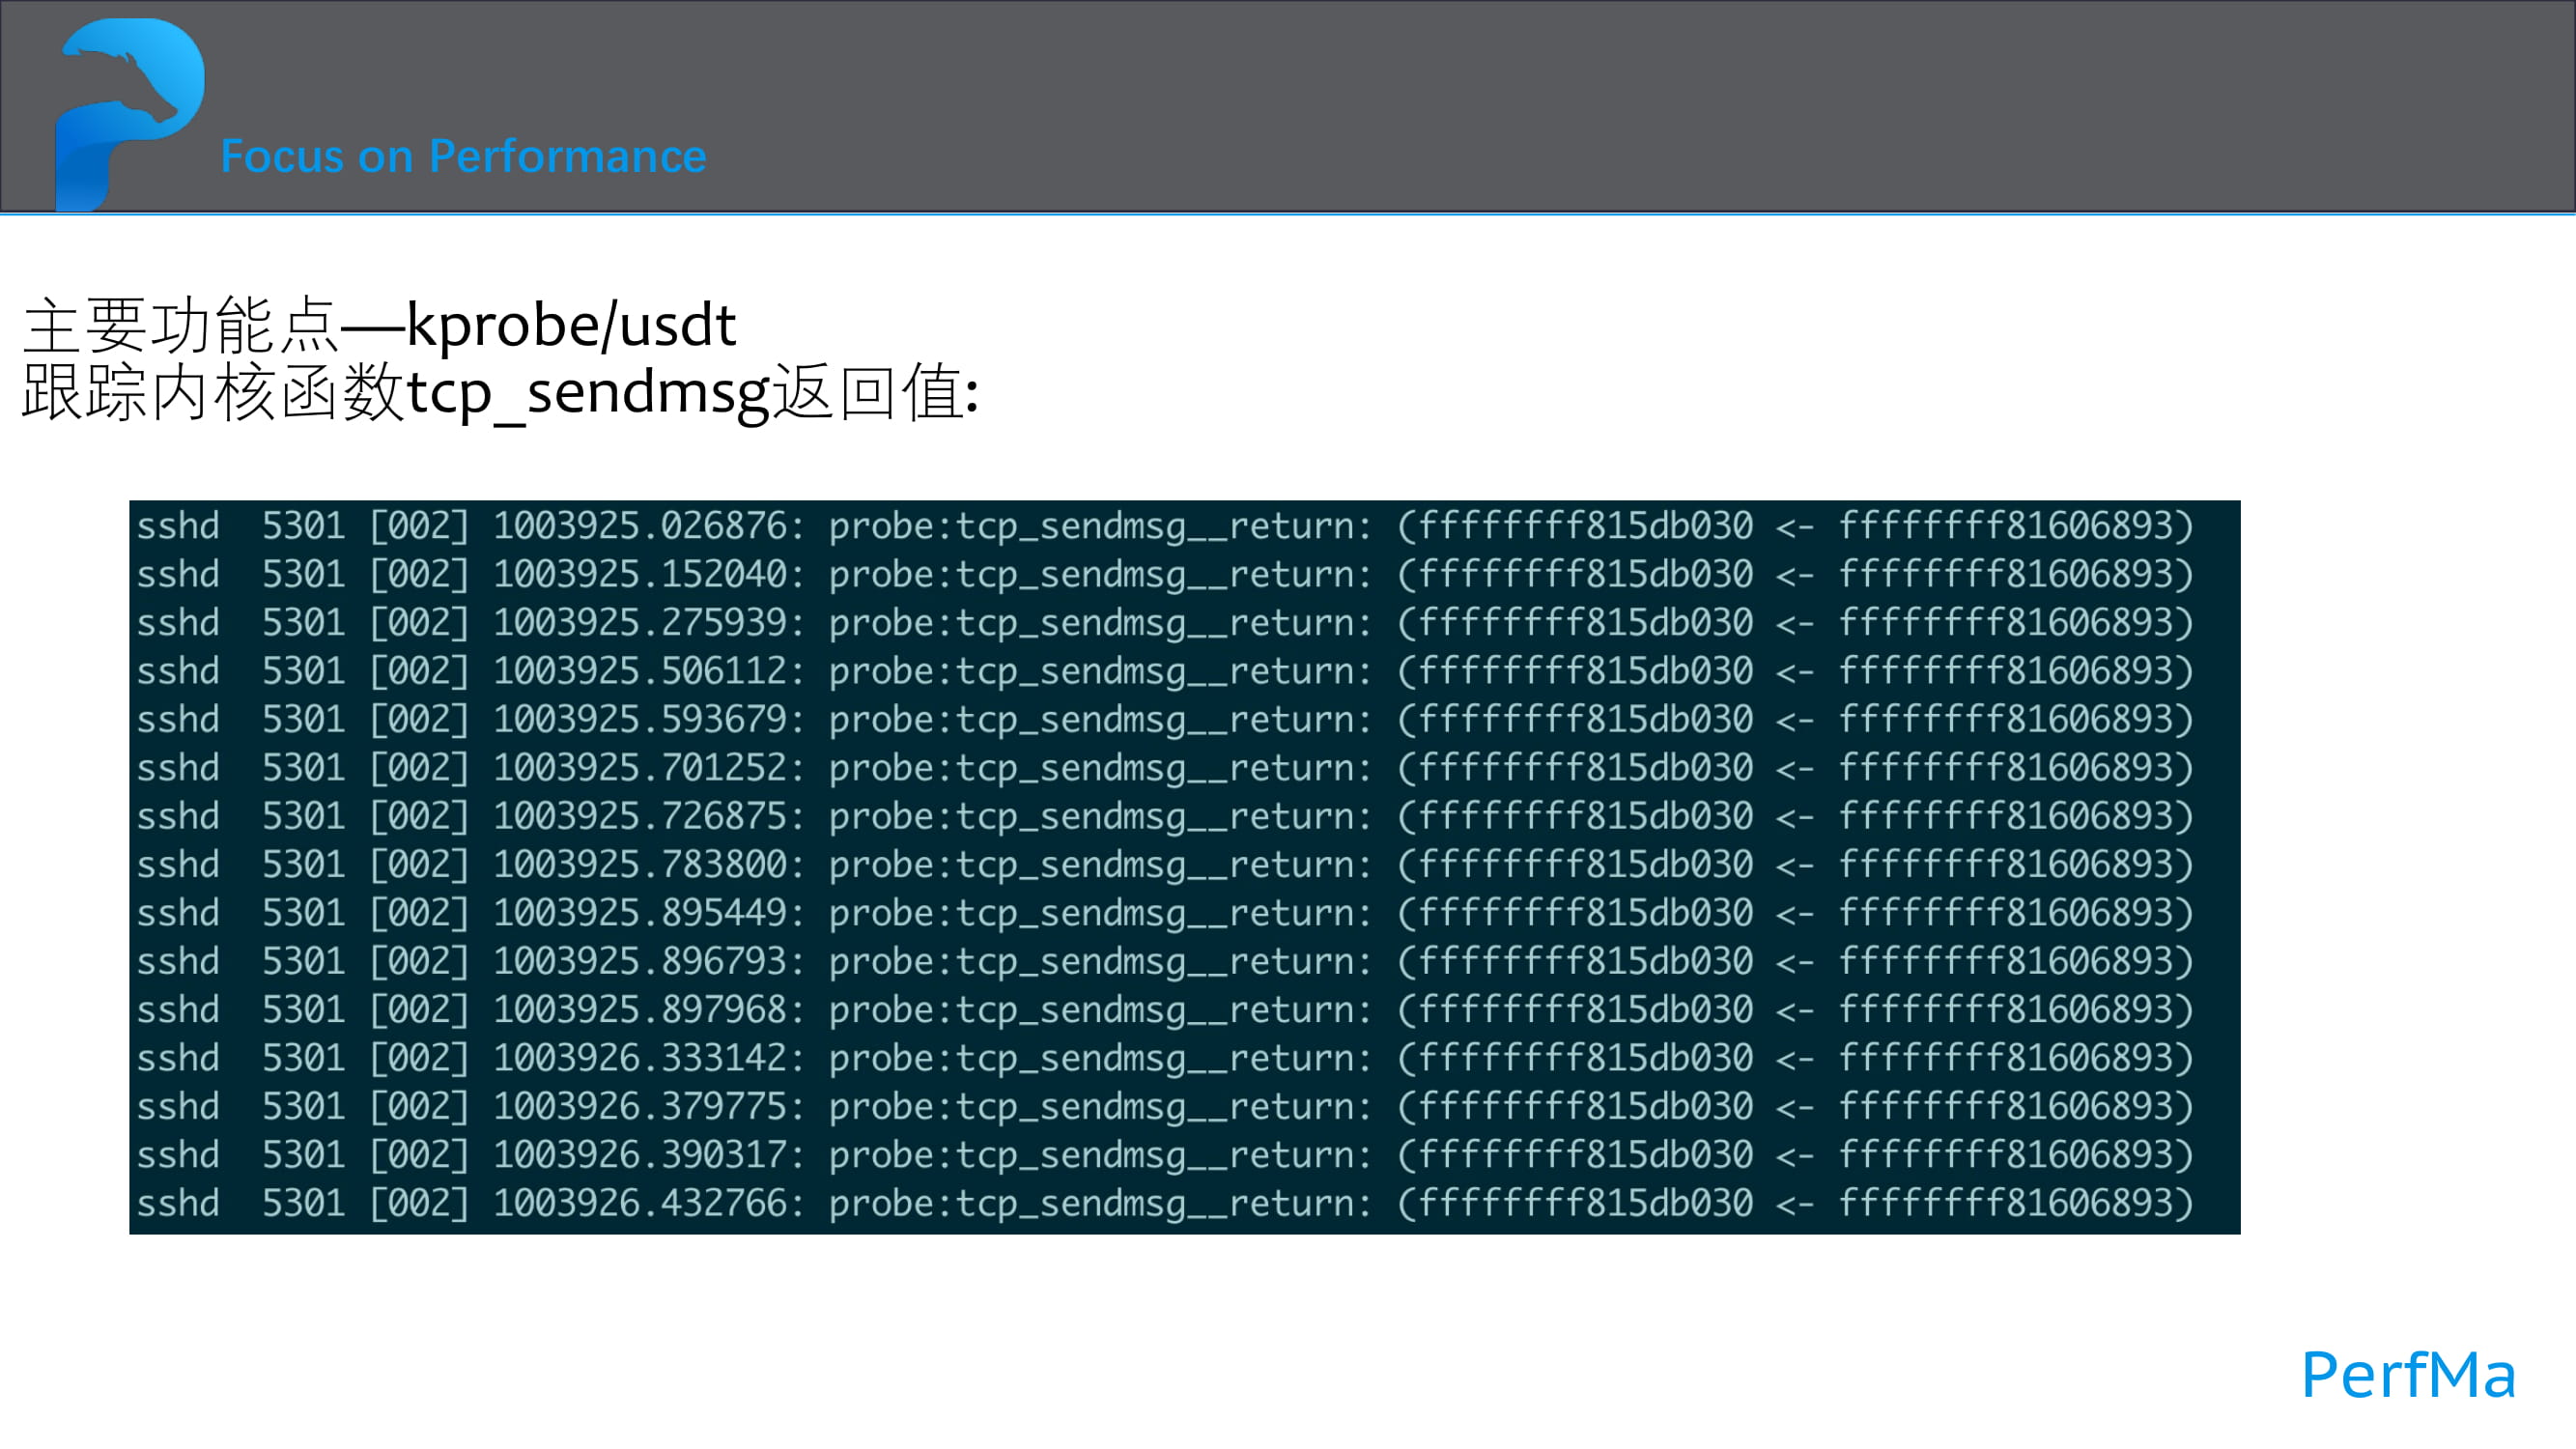 Focus on Performance
主要功能点—kprobe/usdt
跟踪内核函数tcp_sendmsg返回值:
sshd  5301 [002] 1003925.026876: probe:tcp_sendmsg__return: (ffffffff815db030 <- ffffffff81606893)
sshd  5301 [002] 1003925.152040: probe:tcp_sendmsg__return: (ffffffff815db030 <- ffffffff81606893)
sshd  5301 [002] 1003925.275939: probe:tcp_sendmsg__return: (ffffffff815db030 <- ffffffff81606893)
sshd  5301 [002] 1003925.506112: probe:tcp_sendmsg__return: (ffffffff815db030 <- ffffffff81606893)
sshd  5301 [002] 1003925.593679: probe:tcp_sendmsg__return: (ffffffff815db030 <- ffffffff81606893)
sshd  5301 [002] 1003925.701252: probe:tcp_sendmsg__return: (ffffffff815db030 <- ffffffff81606893)
sshd  5301 [002] 1003925.726875: probe:tcp_sendmsg__return: (ffffffff815db030 <- ffffffff81606893)
sshd  5301 [002] 1003925.783800: probe:tcp_sendmsg__return: (ffffffff815db030 <- ffffffff81606893)
sshd  5301 [002] 1003925.895449: probe:tcp_sendmsg__return: (ffffffff815db030 <- ffffffff81606893)
sshd  5301 [002] 1003925.896793: probe:tcp_sendmsg__return: (ffffffff815db030 <- ffffffff81606893)
sshd  5301 [002] 1003925.897968: probe:tcp_sendmsg__return: (ffffffff815db030 <- ffffffff81606893)
sshd  5301 [002] 1003926.333142: probe:tcp_sendmsg__return: (ffffffff815db030 <- ffffffff81606893)
sshd  5301 [002] 1003926.379775: probe:tcp_sendmsg__return: (ffffffff815db030 <- ffffffff81606893)
sshd  5301 [002] 1003926.390317: probe:tcp_sendmsg__return: (ffffffff815db030 <- ffffffff81606893)
sshd  5301 [002] 1003926.432766: probe:tcp_sendmsg__return: (ffffffff815db030 <- ffffffff81606893)
PerfMa